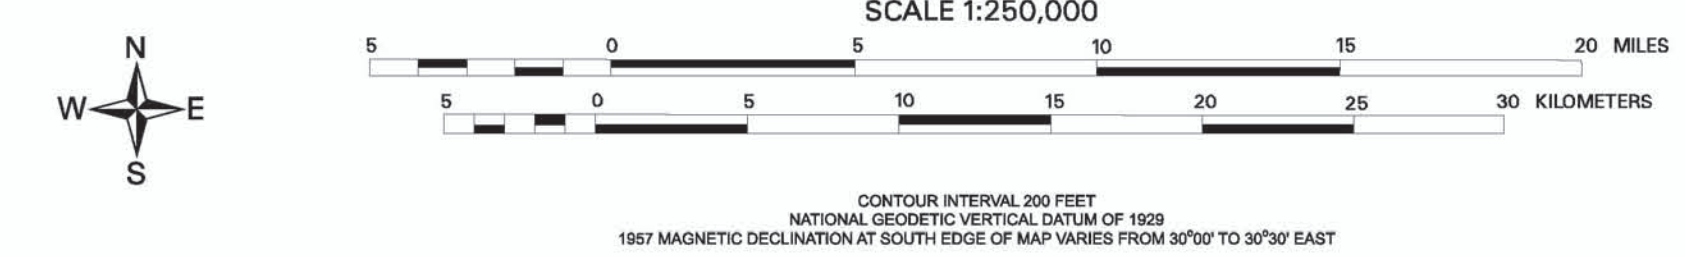 SCALE 1:250,000
N
5 0 5 10 15 20 MILES
W E
5 0 5 10 15 20 25 30 KILOMETERS
S
CONTOUR INTERVAL 200 FEET
NATIONAL GEODETIC VERTICAL DATUM OF 1929
1957 MAGNETIC DECLINATION AT SOUTH EDGE OF MAP VARIES FROM 30°00' TO 30°30' EAST